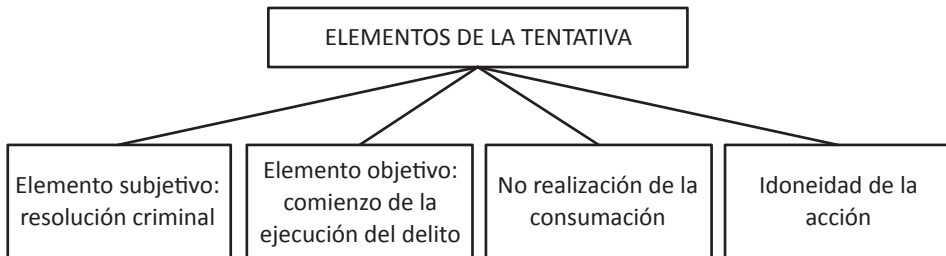 ELEMENTOS DE LA TENTATIVA
Elemento subjetivo:
resolución criminal
Elemento objetivo:
comienzo de la
ejecución del delito
No realización de la
consumación
Idoneidad de la
acción